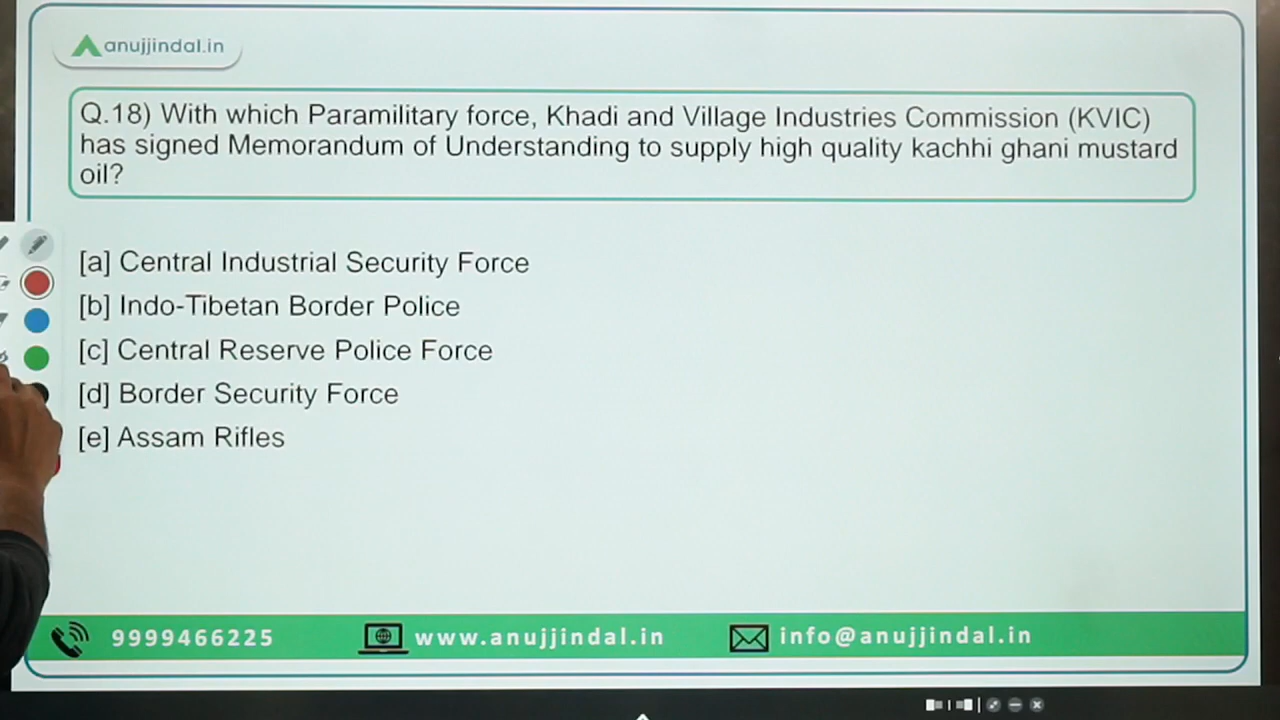 anujjindal.in
Q.18) With which Paramilitary force, Khadi and Village Industries Commission (KVIC)
has signed Memorandum of Understanding to supply high quality kachhi ghani mustard
oil?
[a] Central Industrial Security Force
[b] Indo-Tibetan Border Police
[c] Central Reserve Police Force
[d] Border Security Force
[e] Assam Rifles
9999466225 www.anujjindal.in info@anujjindal.in